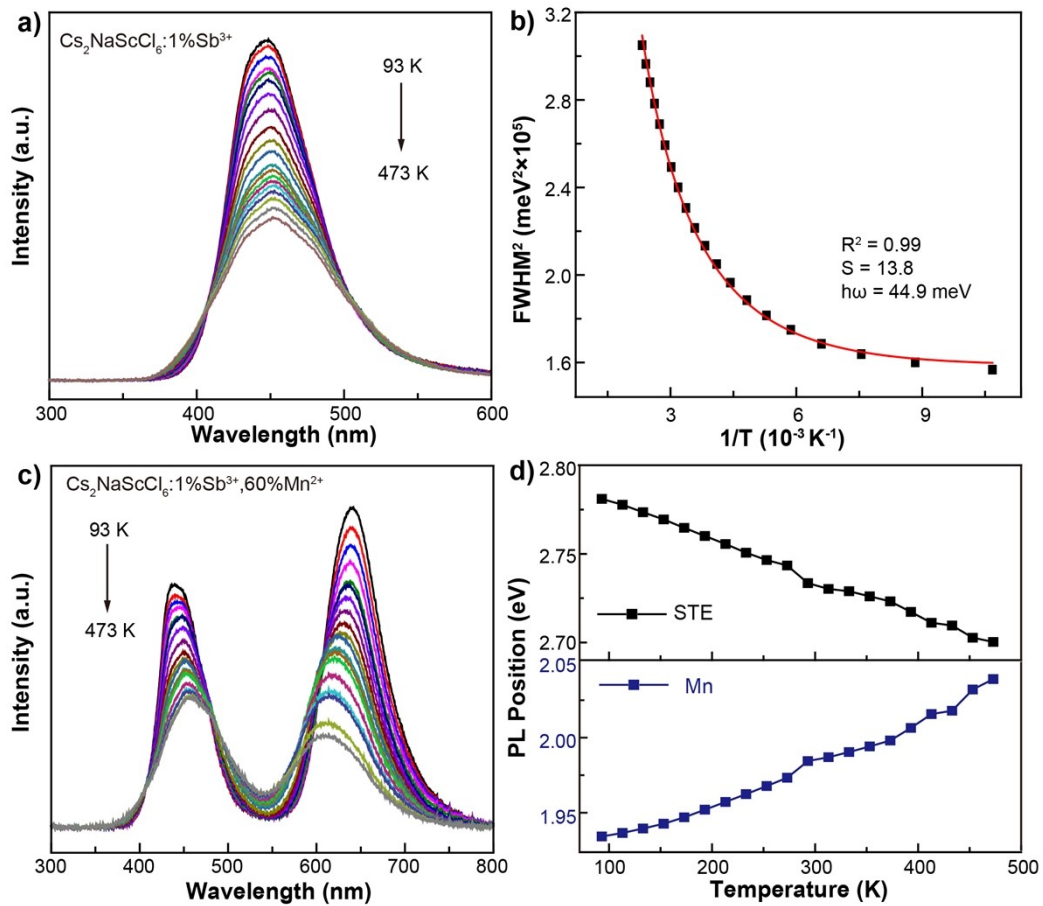 a)
Cs₂NaScCl₆:1%Sb³⁺
93 K
473 K
Intensity (a.u.)
300 400 500 600
Wavelength (nm)
b)
FWHM² (meV²×10⁵)
3.2
2.8
2.4
2.0
1.6
R² = 0.99
S = 13.8
hω = 44.9 meV
3 6 9
1/T (10⁻³ K⁻¹)
c)
Cs₂NaScCl₆:1%Sb³⁺,60%Mn²⁺
93 K
473 K
Intensity (a.u.)
300 400 500 600 700 800
Wavelength (nm)
d)
PL Position (eV)
2.80
2.75
2.70
STE
2.05
2.00
1.95
Mn
100 200 300 400 500
Temperature (K)